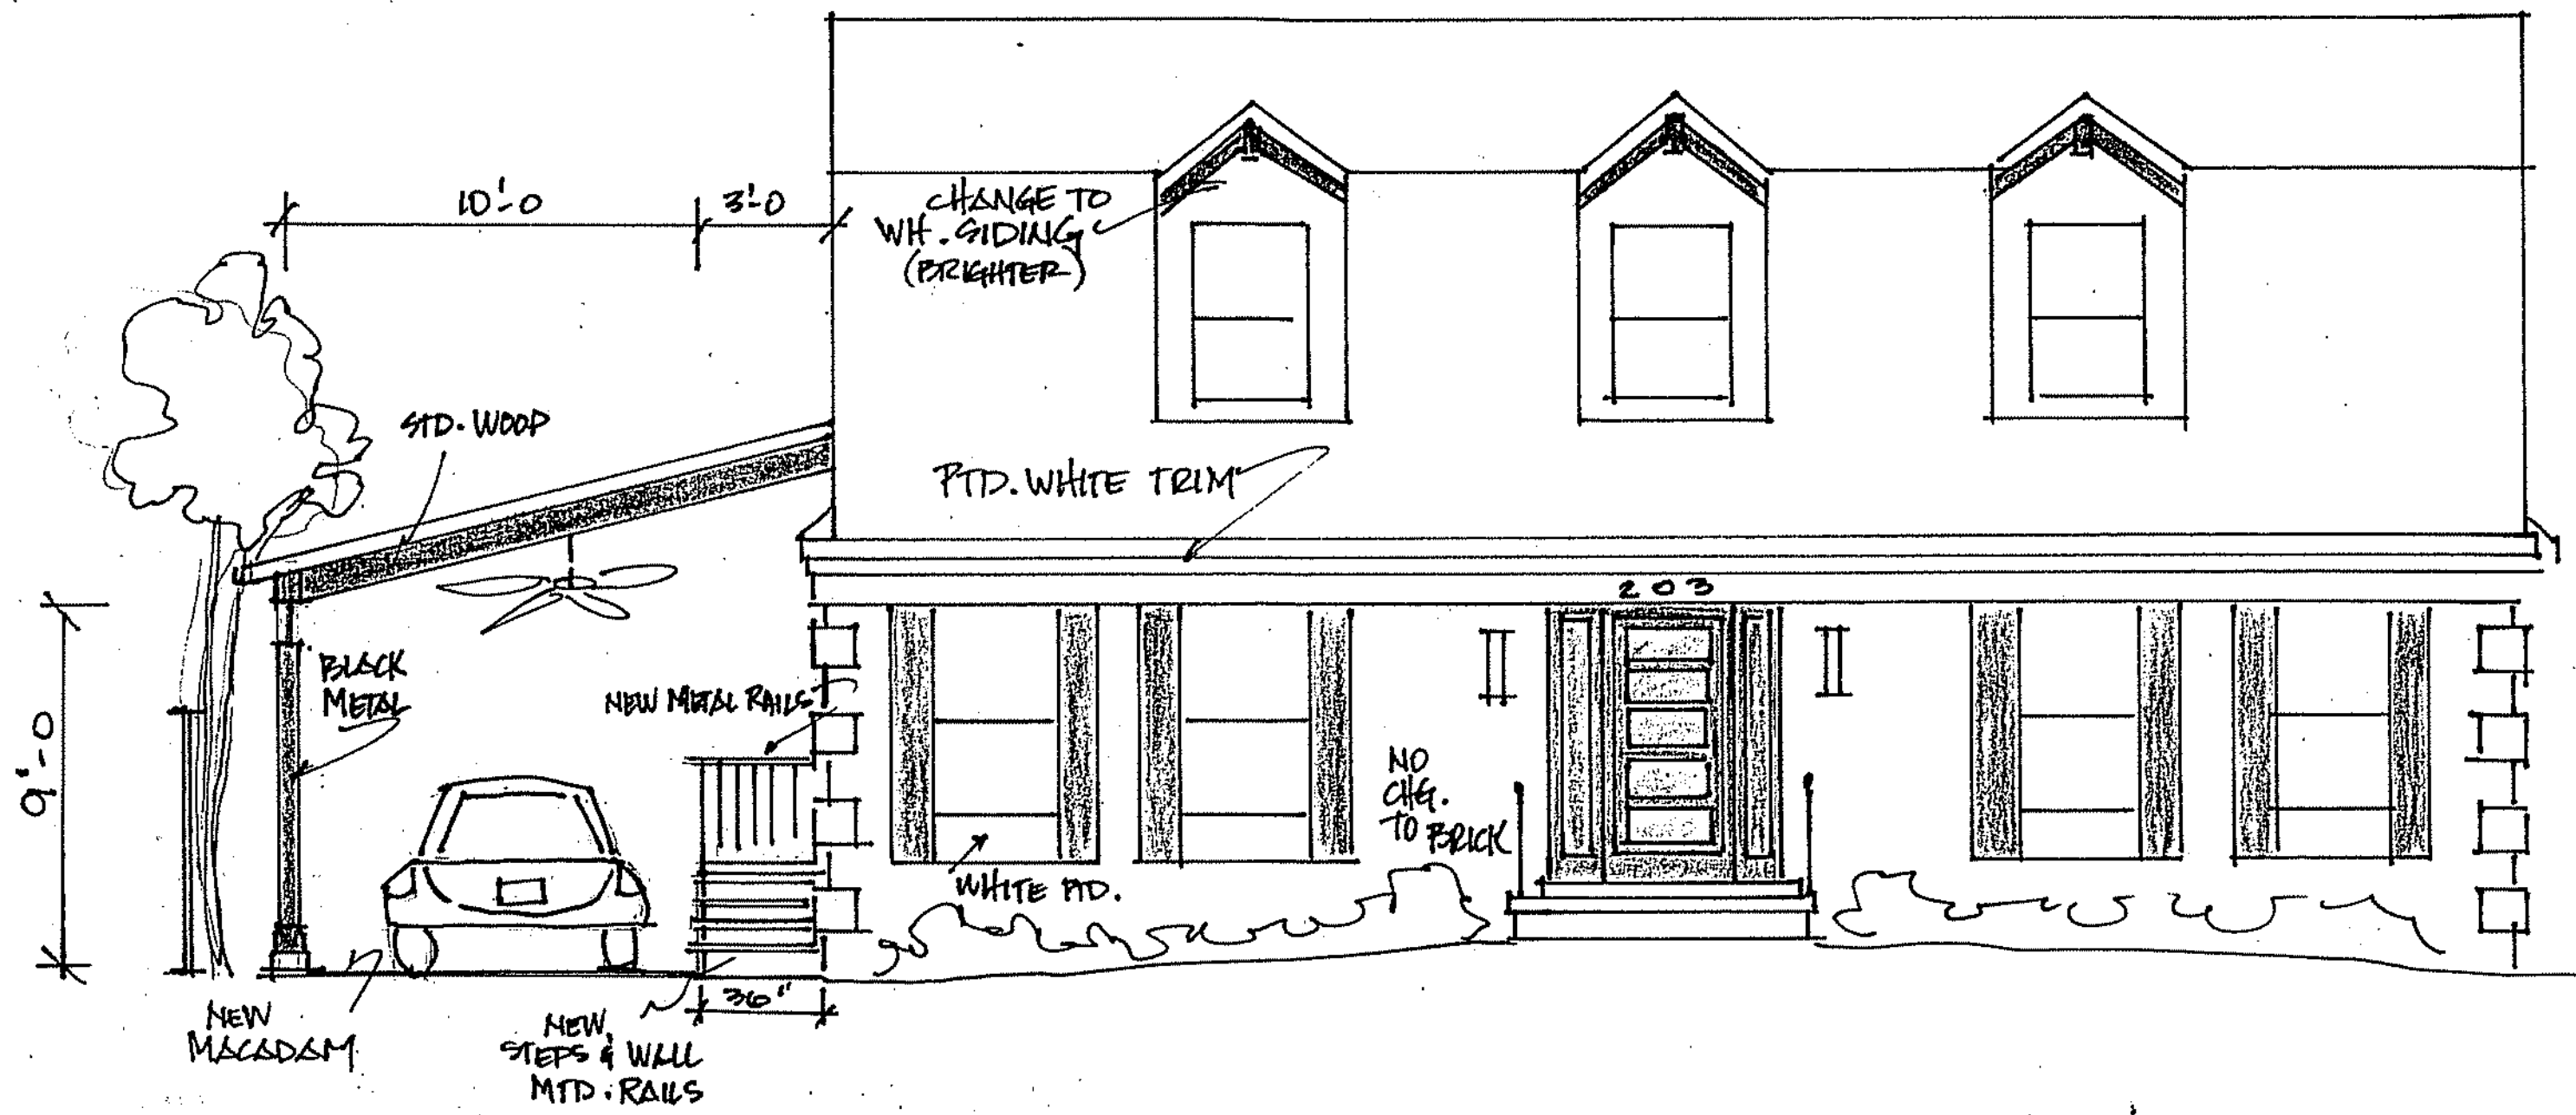 10'-0
3'-0
CHANGE TO
WH. SIDING
(BRIGHTER)
STD. WOOD
PTD. WHITE TRIM
203
BLACK
METAL
NEW METAL RAILS
9'-0
NO
CHG.
TO BRICK
WHITE PTD.
36"
NEW
MACADAM
NEW
STEPS & WALL
MTD. RAILS